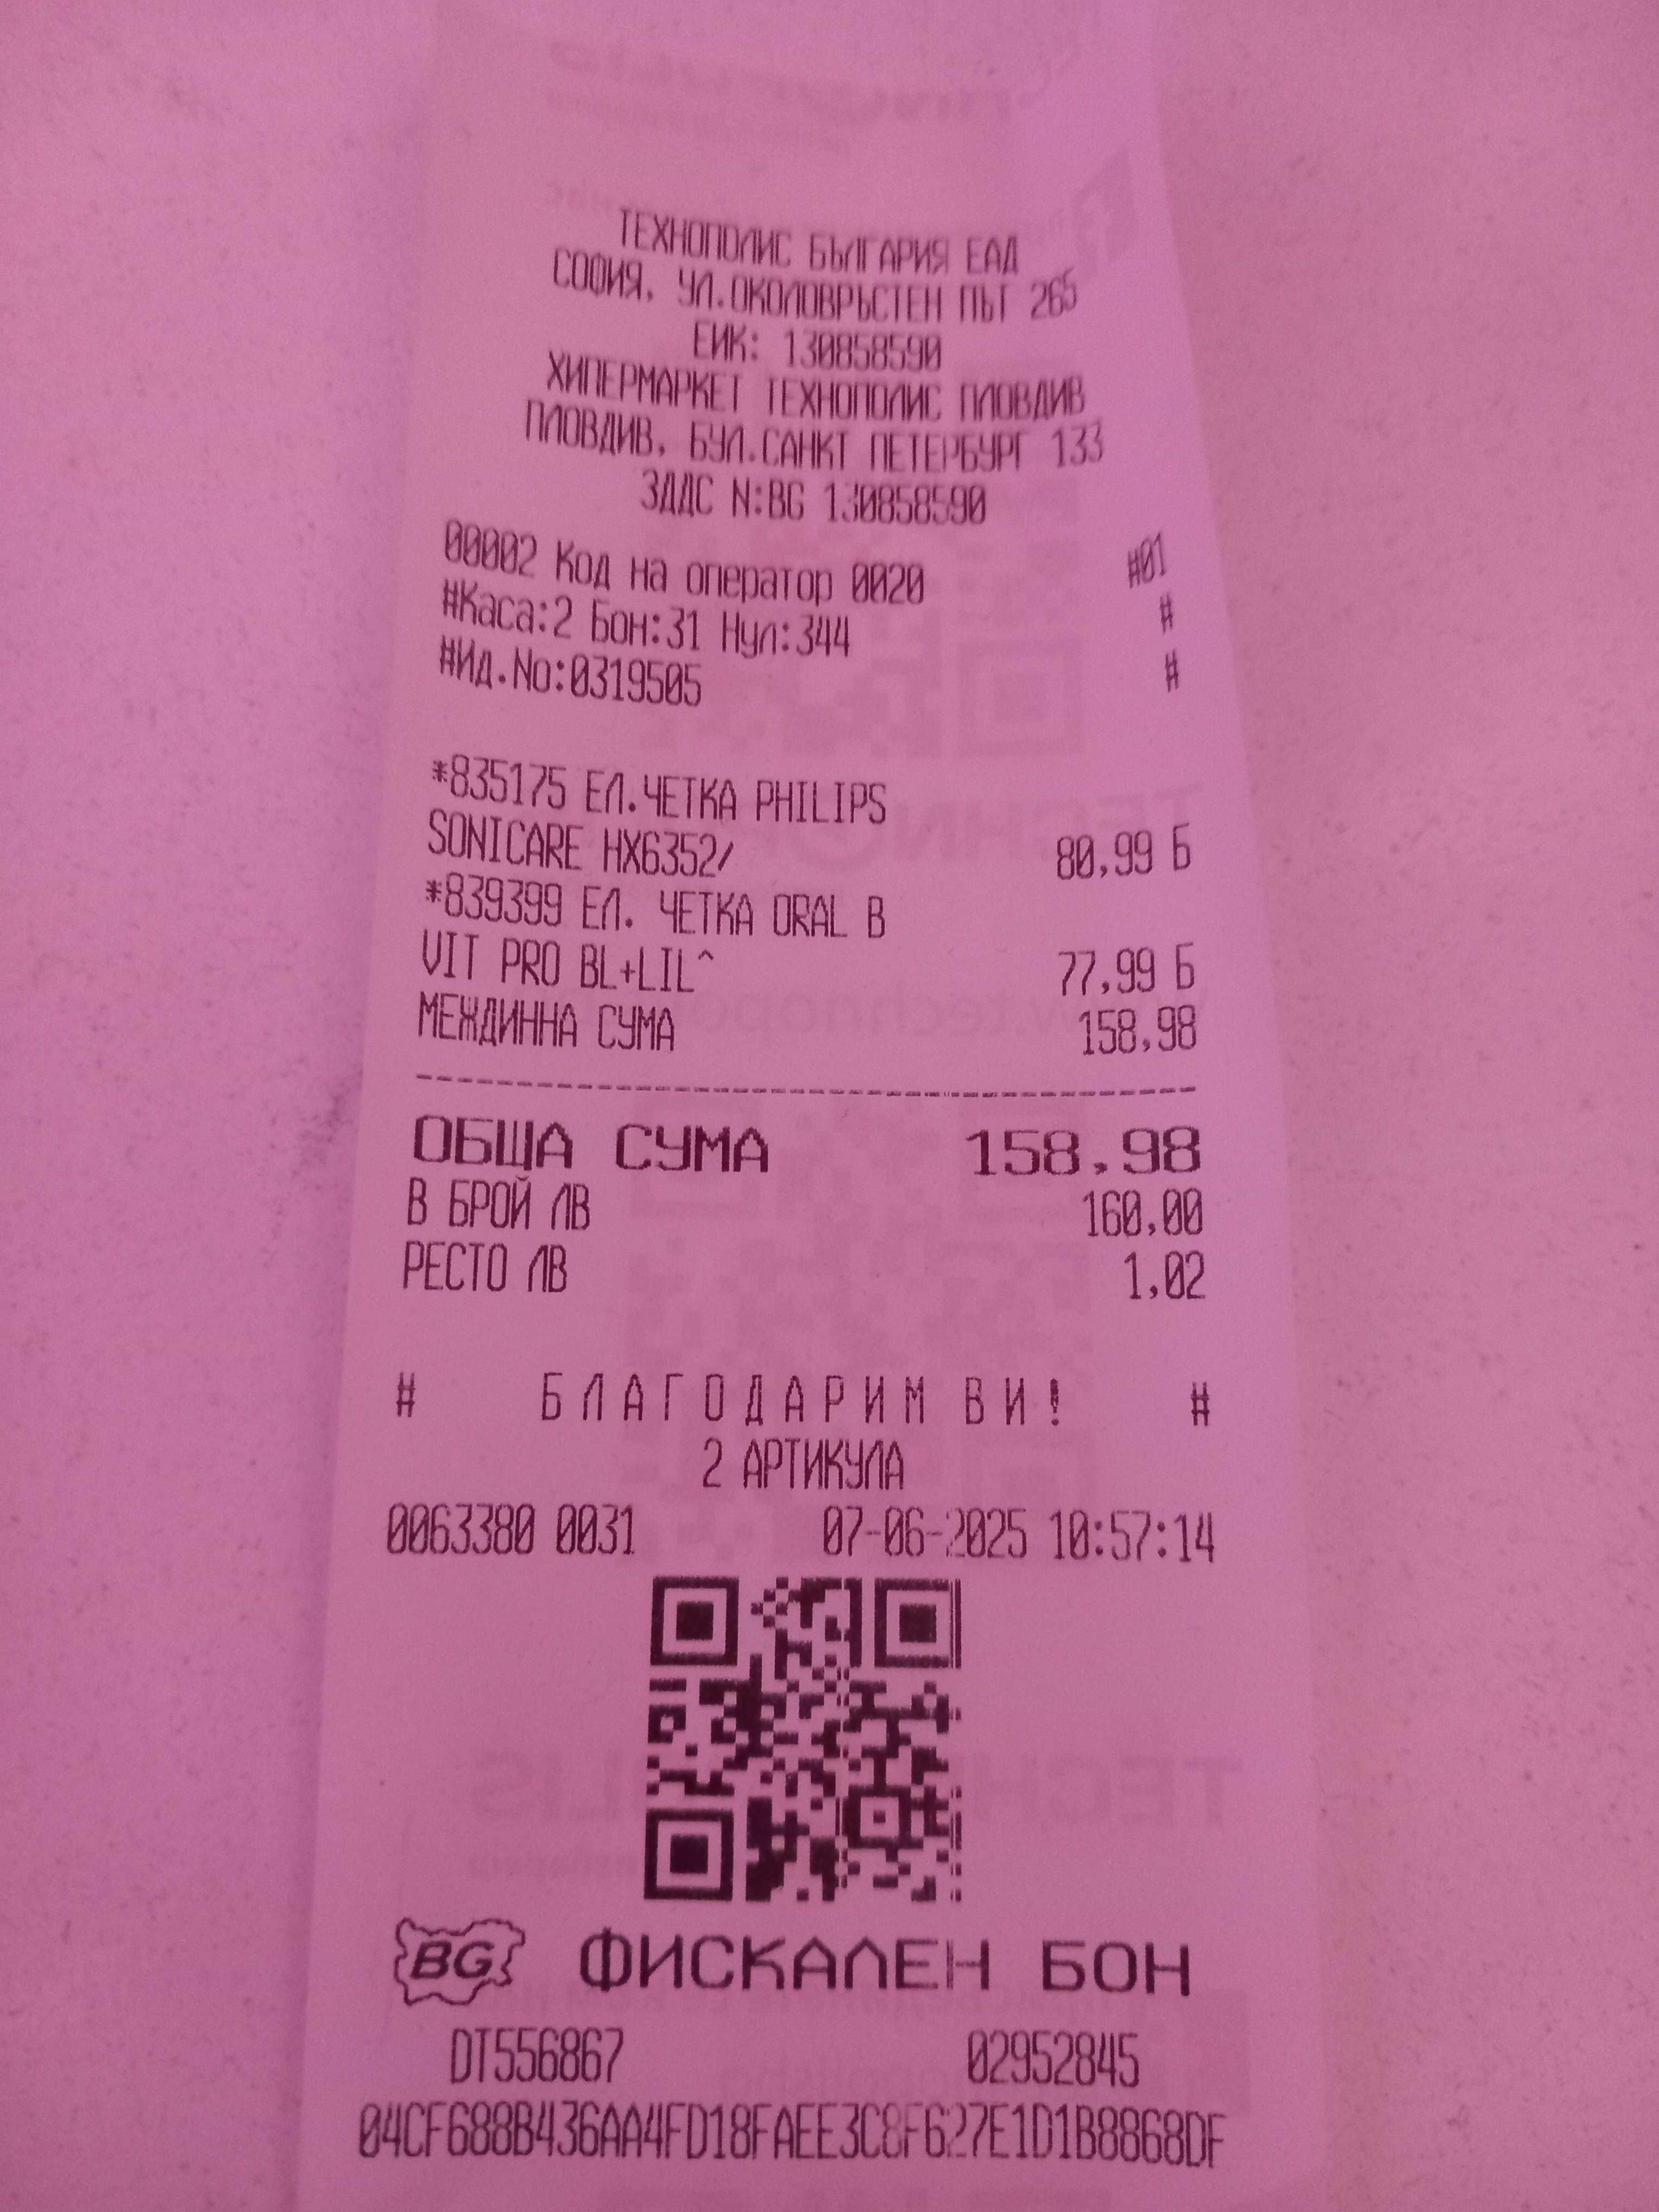 ТЕХНОПОЛИС БЪЛГАРИЯ ЕАД
СОФИЯ, УЛ.ОКОЛОВРЪСТЕН ПЪТ 265
ЕИК: 130858590
ХИПЕРМАРКЕТ ТЕХНОПОЛИС ПЛОВДИВ
ПЛОВДИВ, БУЛ.САНКТ ПЕТЕРБУРГ 133
ЗДДС N:BG 130858590
00002 Код на оператор 0020 #01
#Каса:2 Бон:31 Нул:344 #
#Ид.No:0319505 #
*835175 ЕЛ.ЧЕТКА PHILIPS
SONICARE HX6352/ 80,99 Б
*839399 ЕЛ. ЧЕТКА ORAL B
VIT PRO BL+LIL^ 77,99 Б
МЕЖДИННА СУМА 158,98
ОБЩА СУМА 158,98
В БРОЙ ЛВ 160,00
РЕСТО ЛВ 1,02
# БЛАГОДАРИМ ВИ! #
2 АРТИКУЛА
0063380 0031 07-06-2025 10:57:14
BG ФИСКАЛЕН БОН
DT556867 02952845
04CF688B436AA4FD18FAEE3C8F627E1D1B8868DF